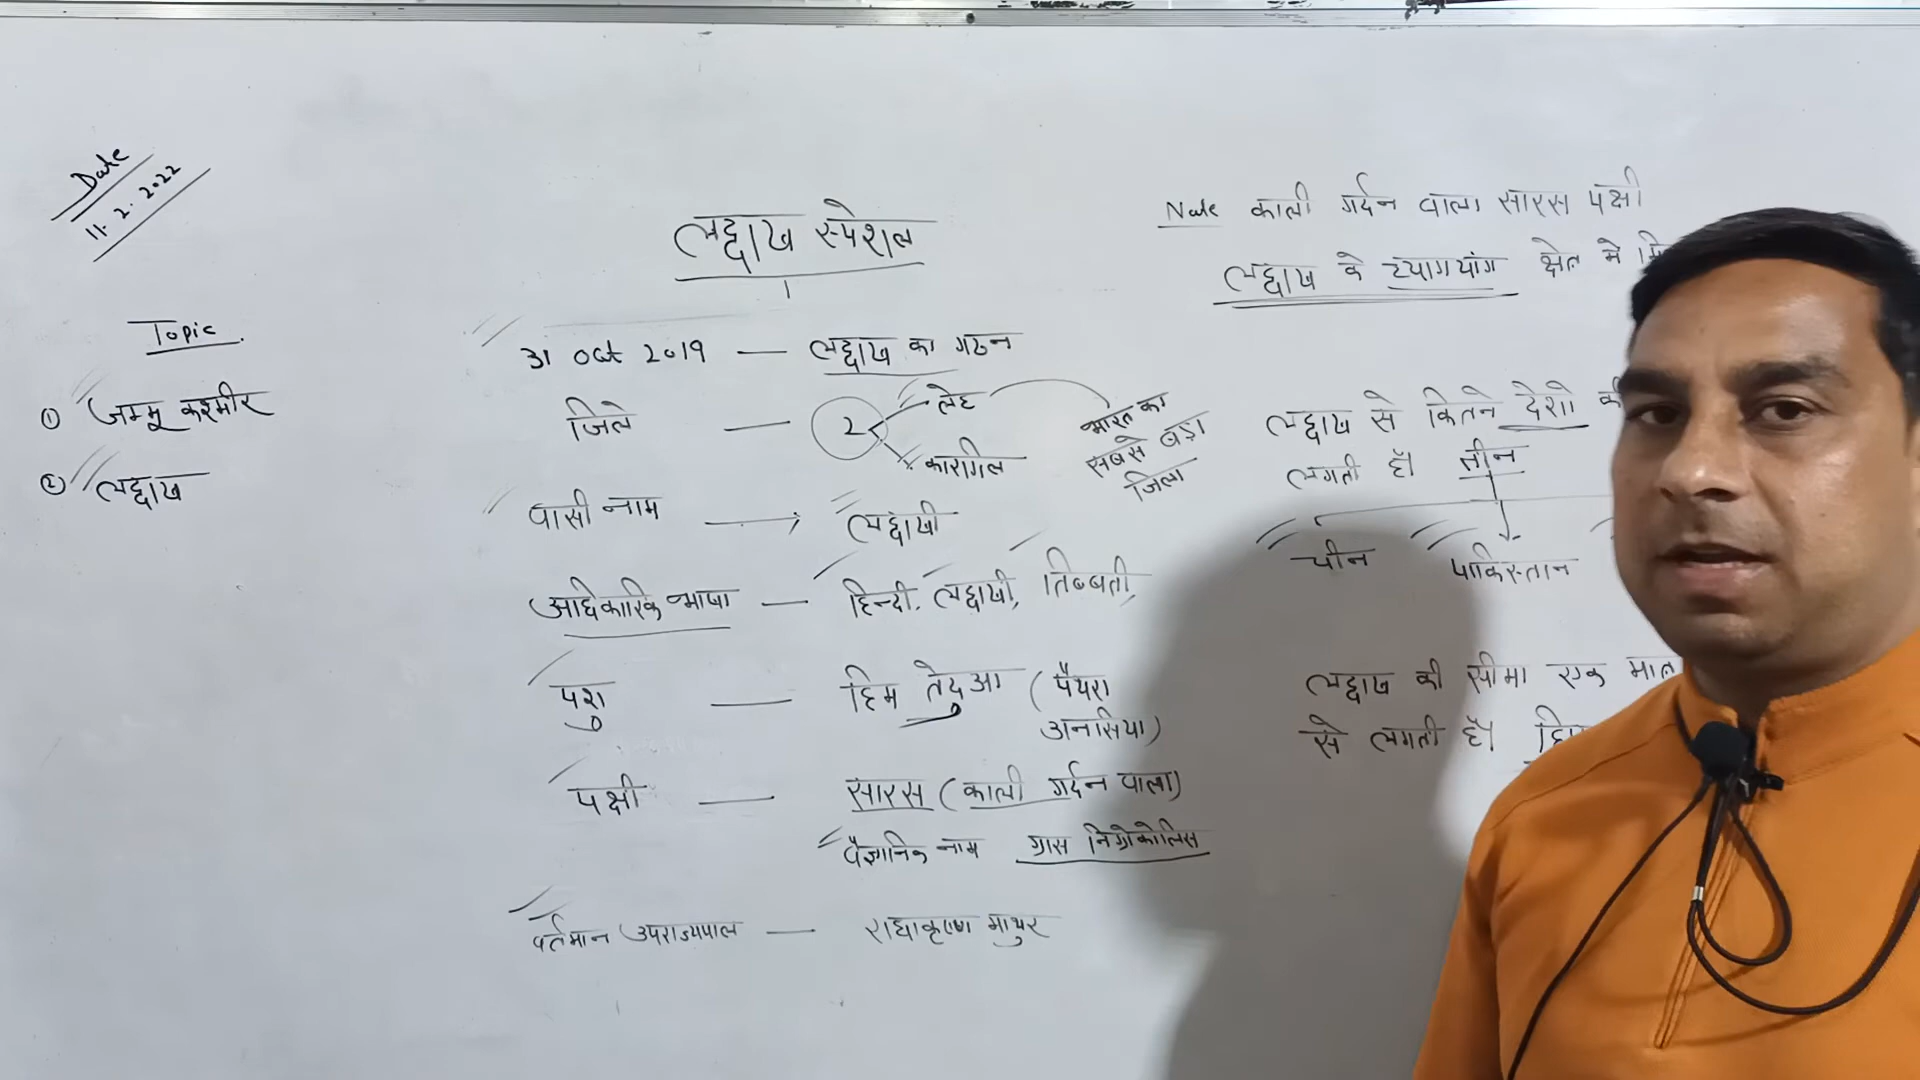 Date
11.2.2022
Topic
① जम्मू कश्मीर
② लद्दाख
लद्दाख स्पेशल
31 Oct 2019 — लद्दाख का गठन
जिले — 2
लेह
कारगिल
भारत का
सबसे बड़ा
जिला
वासी नाम → लद्दाखी
आधिकारिक भाषा — हिन्दी, लद्दाखी, तिब्बती,
पशु — हिम तेंदुआ (पैंथरा
अनसिया)
पक्षी — सारस (काली गर्दन वाला)
वैज्ञानिक नाम ग्रास निग्रोकोलिस
वर्तमान उपराज्यपाल — राधाकृष्ण माथुर
Note काली गर्दन वाला सारस पक्षी
लद्दाख के च्यागयांग क्षेत्र में
लद्दाख से कितने देशो की
लगती है। तीन
चीन पाकिस्तान
लद्दाख की सीमा एक मात्र
से लगती है।